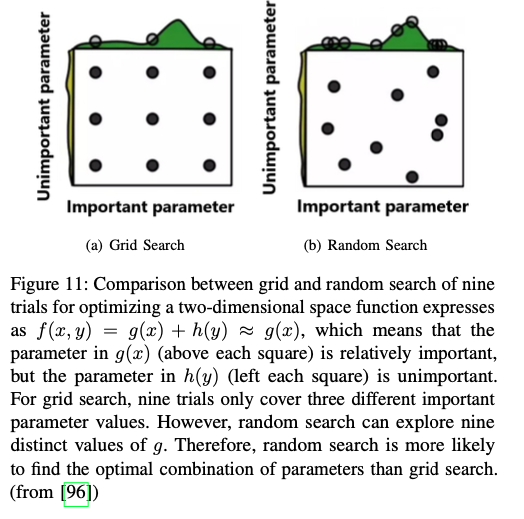 Unimportant parameter
Important parameter
(a) Grid Search
Unimportant parameter
Important parameter
(b) Random Search
Figure 11: Comparison between grid and random search of nine
trials for optimizing a two-dimensional space function expresses
as f(x, y) = g(x) + h(y) ≈ g(x), which means that the
parameter in g(x) (above each square) is relatively important,
but the parameter in h(y) (left each square) is unimportant.
For grid search, nine trials only cover three different important
parameter values. However, random search can explore nine
distinct values of g. Therefore, random search is more likely
to find the optimal combination of parameters than grid search.
(from [96])